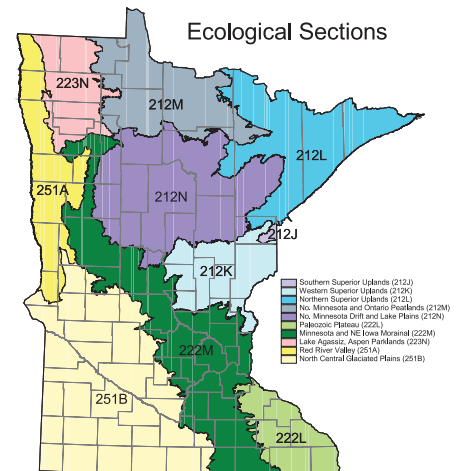 Ecological Sections
223N
212M
212L
251A
212N
212J
212K
222M
251B
222L
Southern Superior Uplands (212J)
Western Superior Uplands (212K)
Northern Superior Uplands (212L)
No. Minnesota and Ontario Peatlands (212M)
No. Minnesota Drift and Lake Plains (212N)
Paleozoic Plateau (222L)
Minnesota and NE Iowa Morainal (222M)
Lake Agassiz, Aspen Parklands (223N)
Red River Valley (251A)
North Central Glaciated Plains (251B)